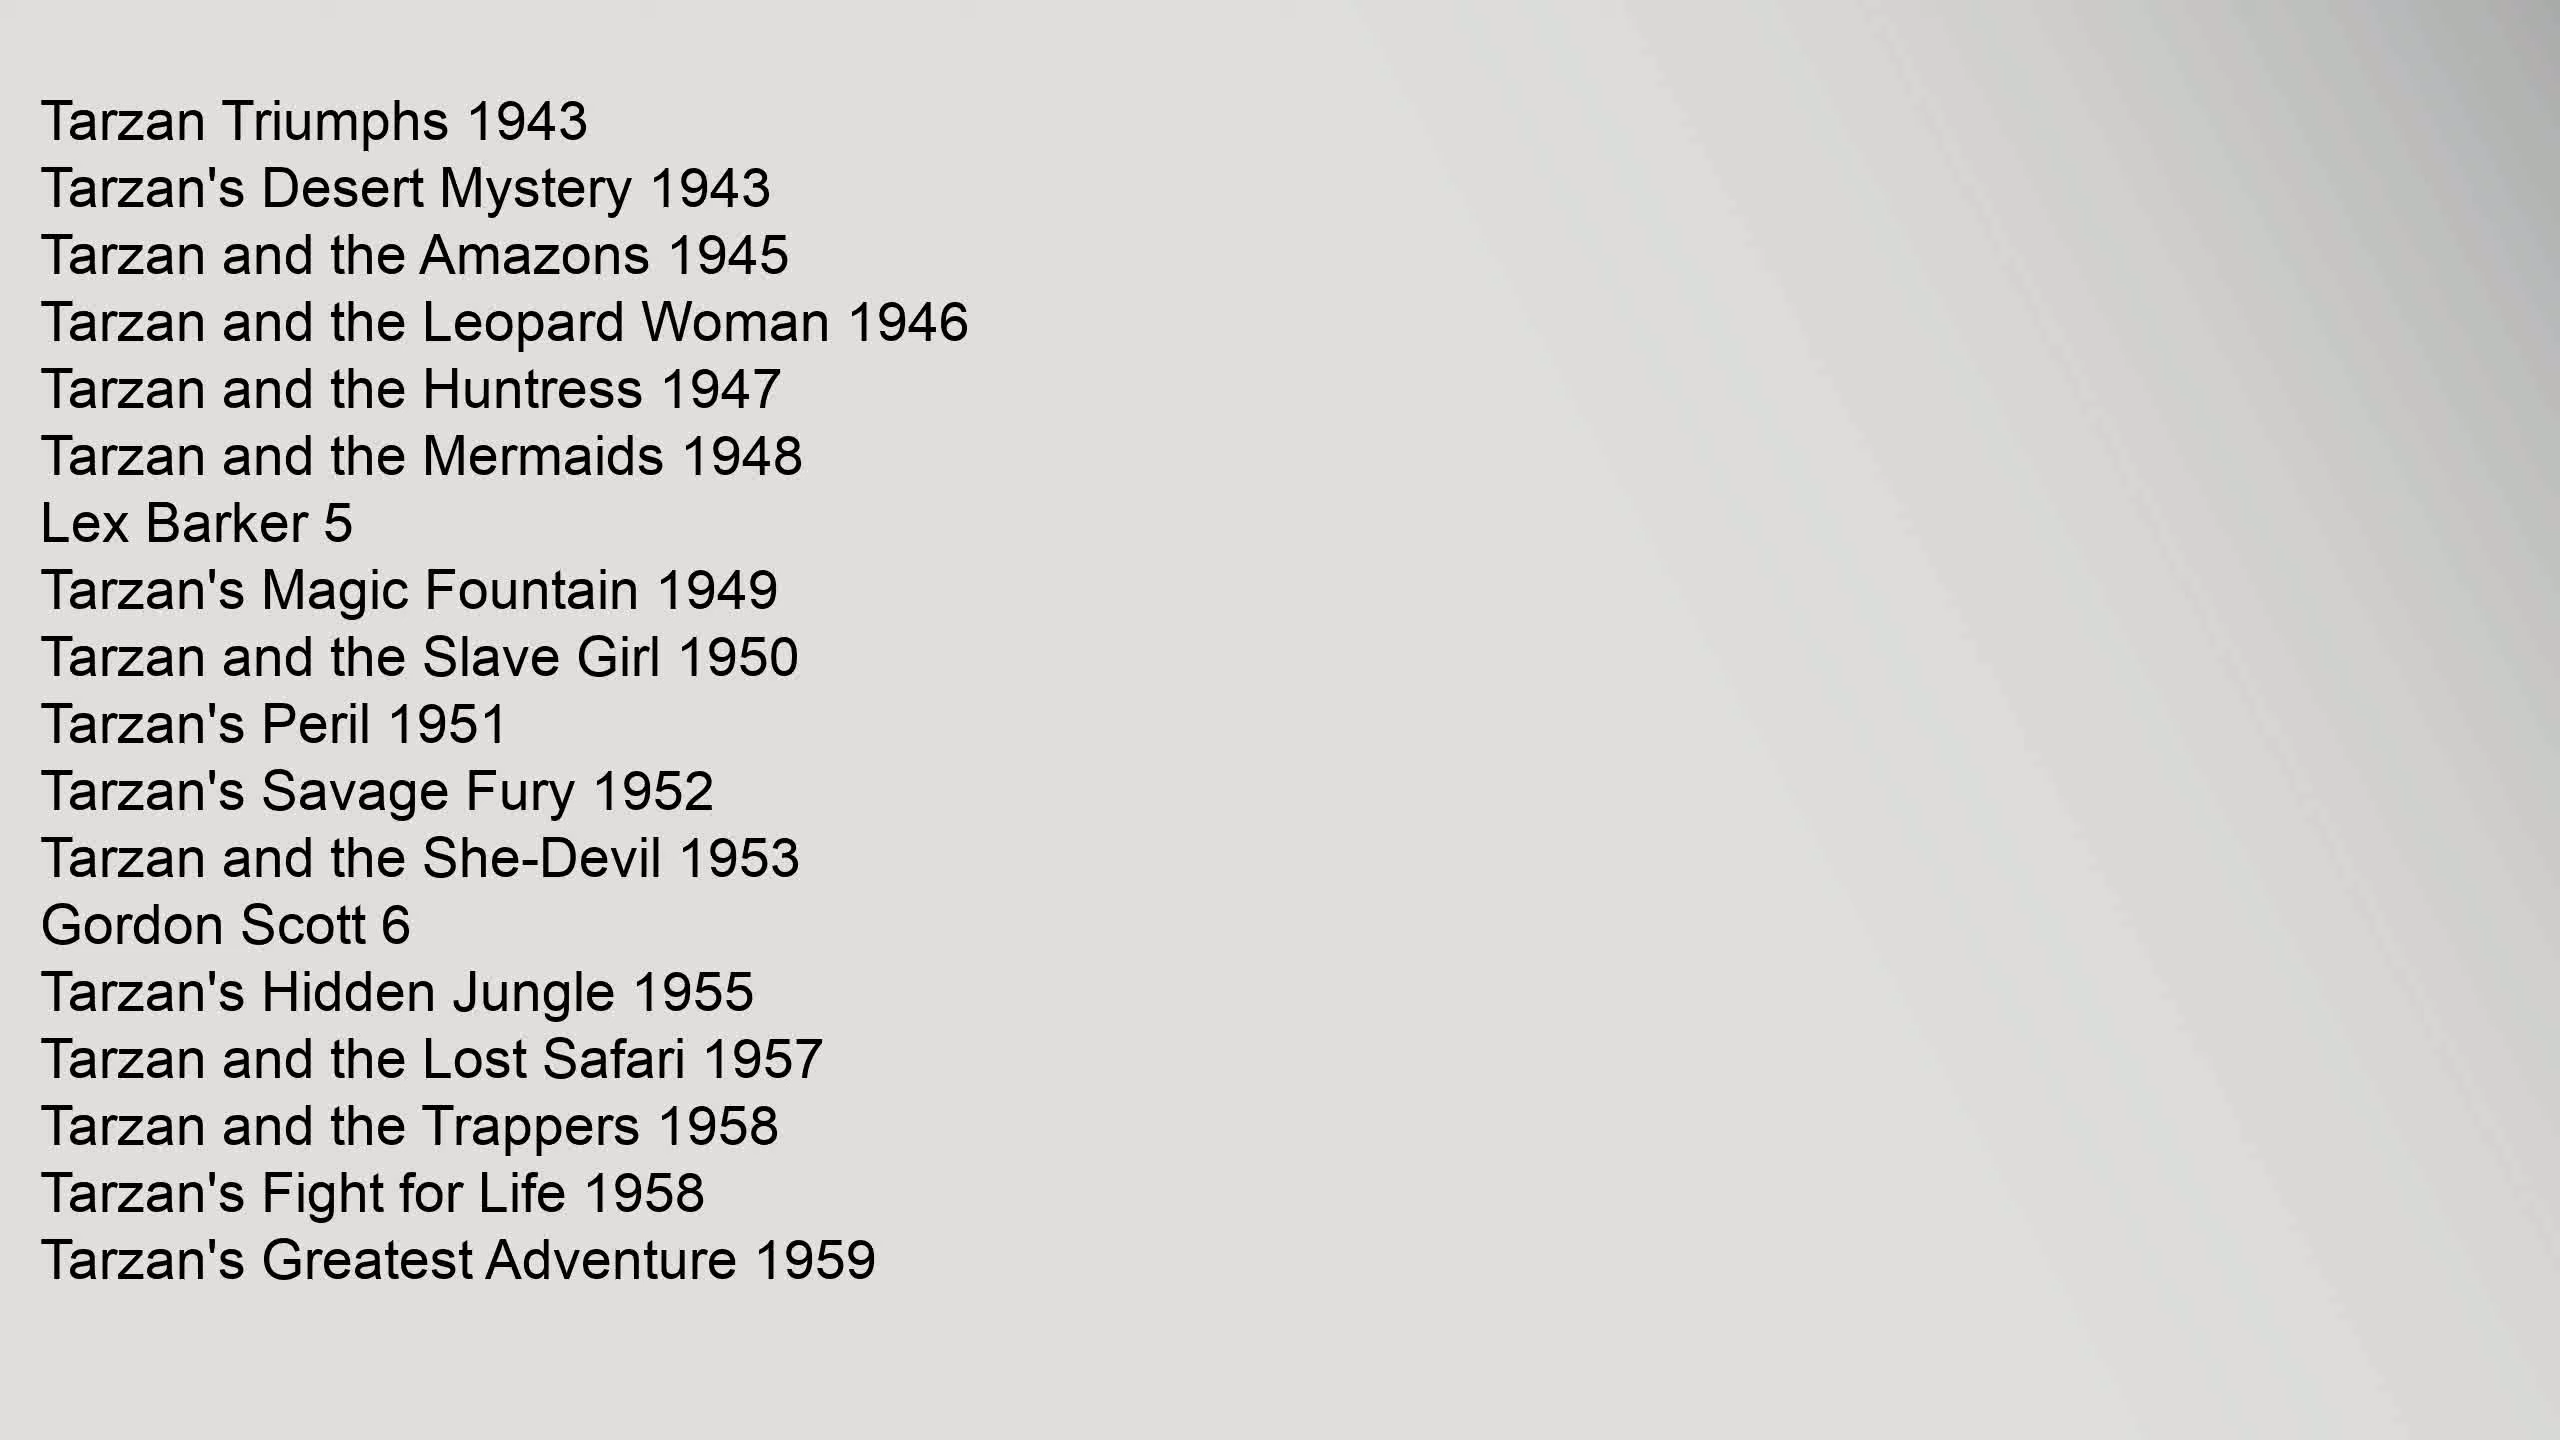 Tarzan Triumphs 1943
Tarzan's Desert Mystery 1943
Tarzan and the Amazons 1945
Tarzan and the Leopard Woman 1946
Tarzan and the Huntress 1947
Tarzan and the Mermaids 1948
Lex Barker 5
Tarzan's Magic Fountain 1949
Tarzan and the Slave Girl 1950
Tarzan's Peril 1951
Tarzan's Savage Fury 1952
Tarzan and the She-Devil 1953
Gordon Scott 6
Tarzan's Hidden Jungle 1955
Tarzan and the Lost Safari 1957
Tarzan and the Trappers 1958
Tarzan's Fight for Life 1958
Tarzan's Greatest Adventure 1959